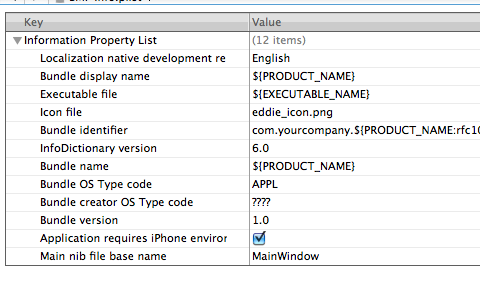 Key Value
Information Property List (12 items)
Localization native development re English
Bundle display name ${PRODUCT_NAME}
Executable file ${EXECUTABLE_NAME}
Icon file eddie_icon.png
Bundle identifier com.yourcompany.${PRODUCT_NAME:rfc10
InfoDictionary version 6.0
Bundle name ${PRODUCT_NAME}
Bundle OS Type code APPL
Bundle creator OS Type code ????
Bundle version 1.0
Application requires iPhone enviror
Main nib file base name MainWindow